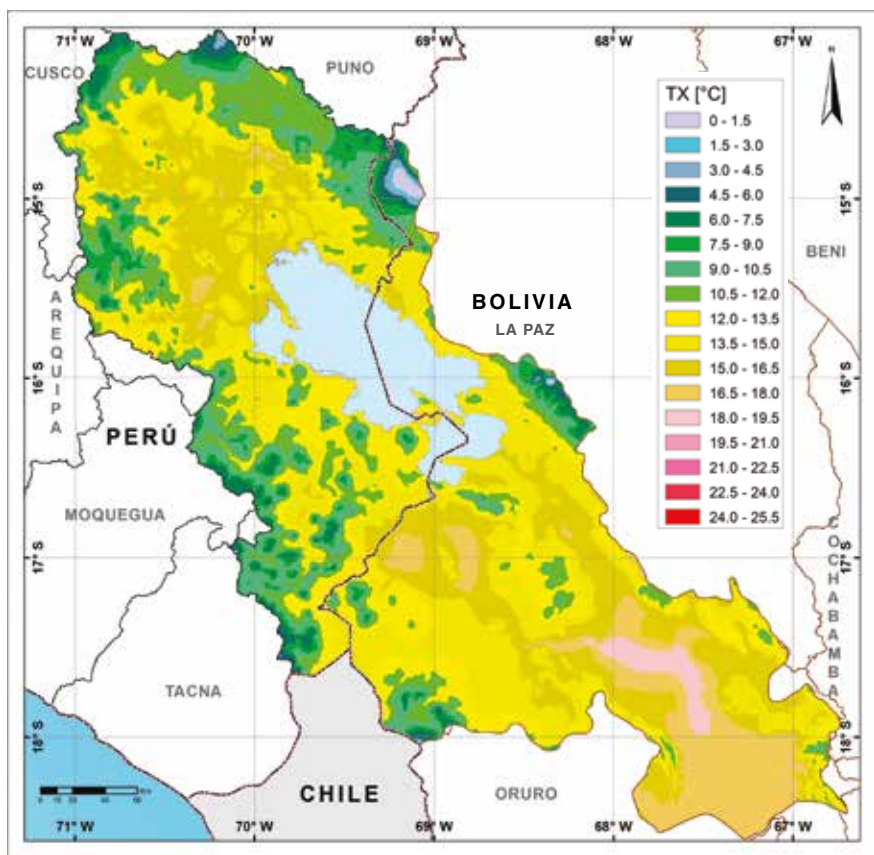 71° W 70° W 69° W 68° W 67° W
CUSCO
PUNO
N
TX [°C]
0 - 1.5
1.5 - 3.0
3.0 - 4.5
4.5 - 6.0
6.0 - 7.5
7.5 - 9.0
9.0 - 10.5
10.5 - 12.0
12.0 - 13.5
13.5 - 15.0
15.0 - 16.5
16.5 - 18.0
18.0 - 19.5
19.5 - 21.0
21.0 - 22.5
22.5 - 24.0
24.0 - 25.5
15° S
15° S
BENI
BOLIVIA
LA PAZ
AREQUIPA
16° S
16° S
PERÚ
MOQUEGUA
17° S
17° S
COCHABAMBA
TACNA
18° S
18° S
CHILE
ORURO
71° W 70° W 69° W 68° W 67° W